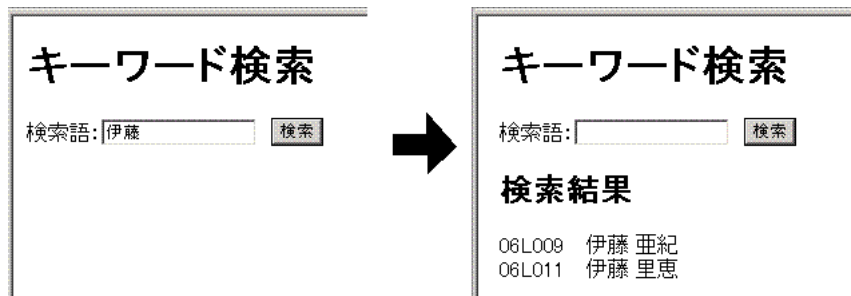 キーワード検索
検索語:伊藤 検索
キーワード検索
検索語: 検索
検索結果
06L009 伊藤 亜紀
06L011 伊藤 里恵